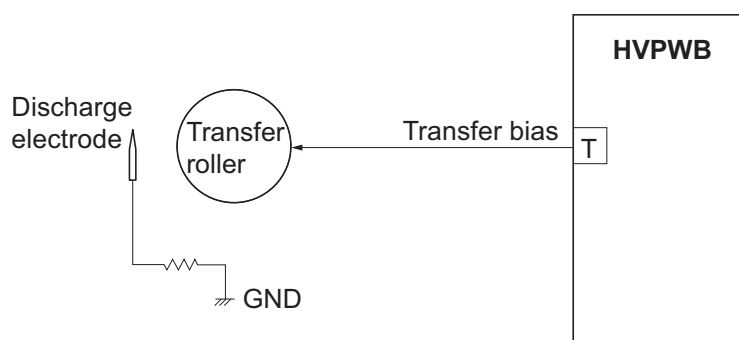 HVPWB
Discharge
electrode
Transfer
roller
Transfer bias
T
GND